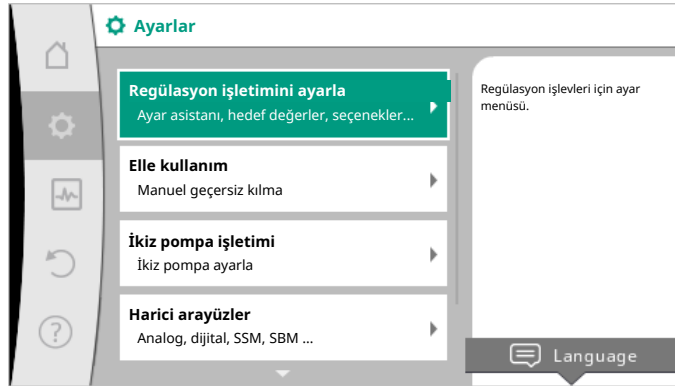 Ayarlar
Regülasyon işletimini ayarla
Ayar asistanı, hedef değerler, seçenekler...
Elle kullanım
Manuel geçersiz kılma
İkiz pompa işletimi
İkiz pompa ayarla
Harici arayüzler
Analog, dijital, SSM, SBM ...
Regülasyon işlevleri için ayar
menüsü.
Language